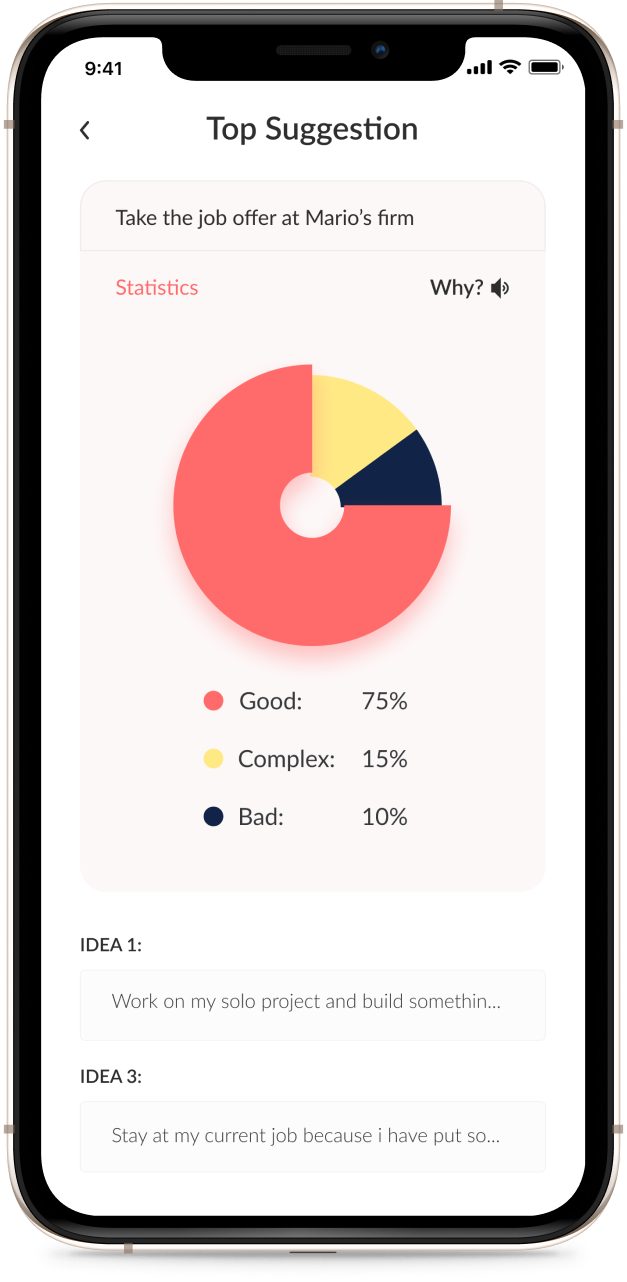 9:41
Top Suggestion
Take the job offer at Mario’s firm
Statistics Why?
Good: 75%
Complex: 15%
Bad: 10%
IDEA 1:
Work on my solo project and build somethin...
IDEA 3:
Stay at my current job because i have put so...